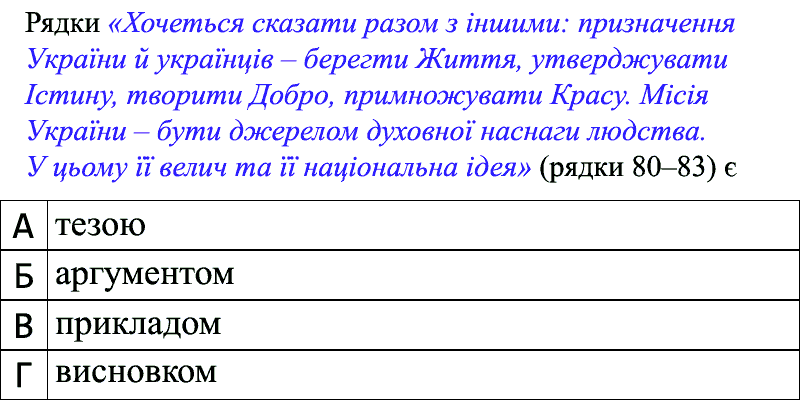 Рядки «Хочеться сказати разом з іншими: призначення
України й українців – берегти Життя, утверджувати
Істину, творити Добро, примножувати Красу. Місія
України – бути джерелом духовної наснаги людства.
У цьому її велич та її національна ідея» (рядки 80–83) є
А тезою
Б аргументом
В прикладом
Г висновком